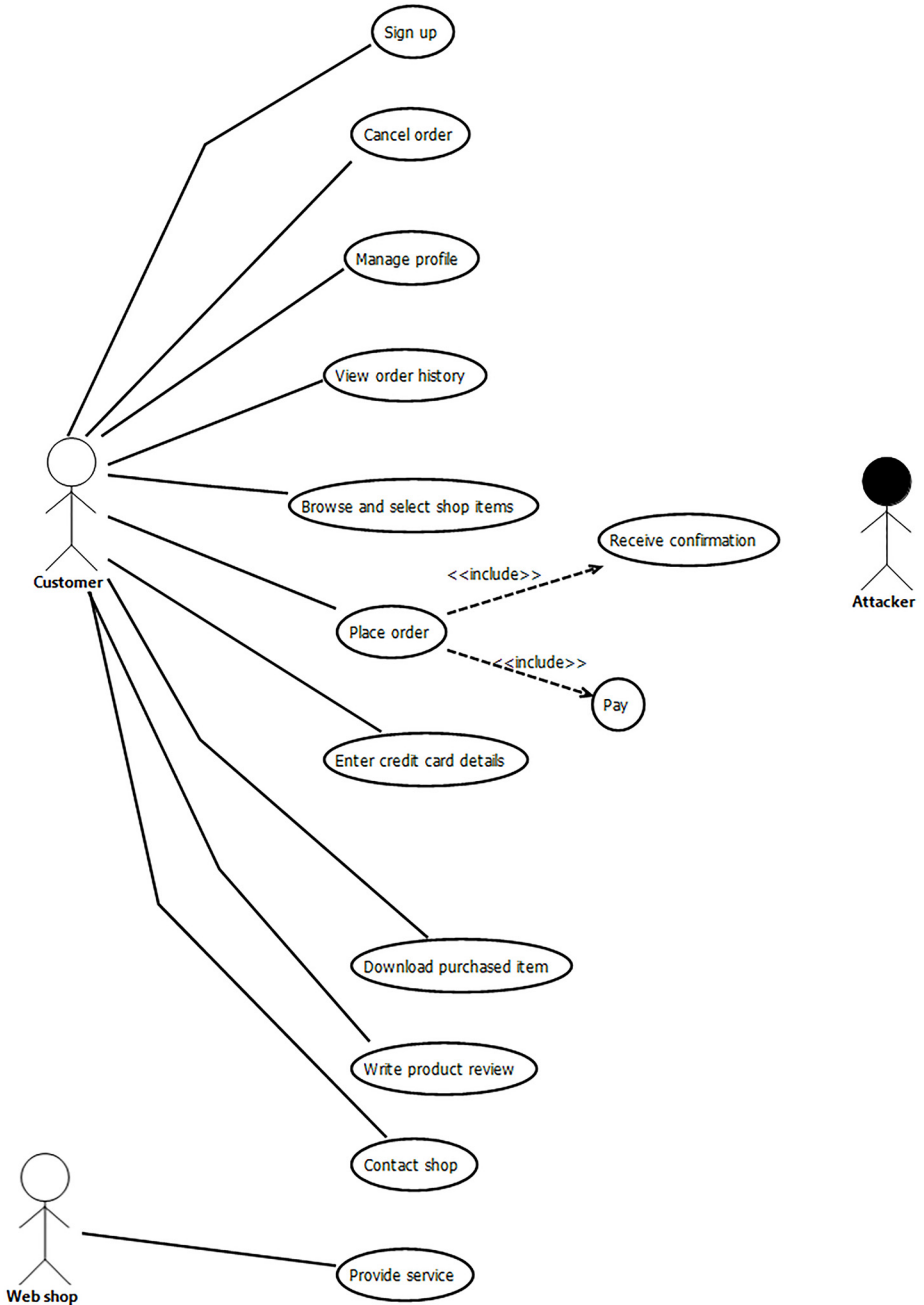 Sign up
Cancel order
Manage profile
View order history
Browse and select shop items
Receive confirmation
<<include>>
Customer
Attacker
Place order
<<include>>
Pay
Enter credit card details
Download purchased item
Write product review
Contact shop
Provide service
Web shop